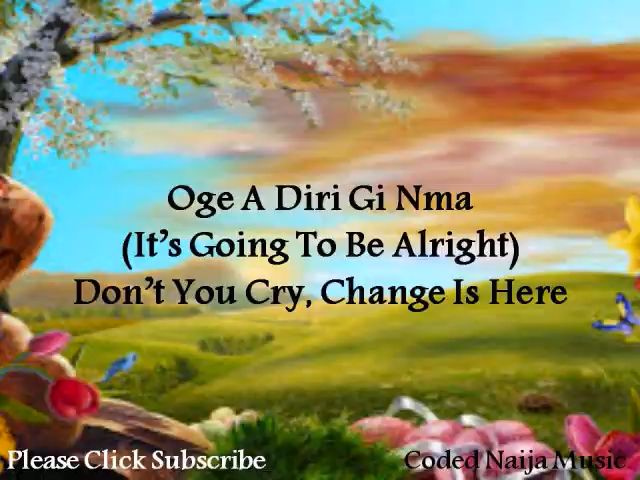 Oge A Diri Gi Nma
(It's Going To Be Alright)
Don't You Cry, Change Is Here
Please Click Subscribe
Coded Naija Music